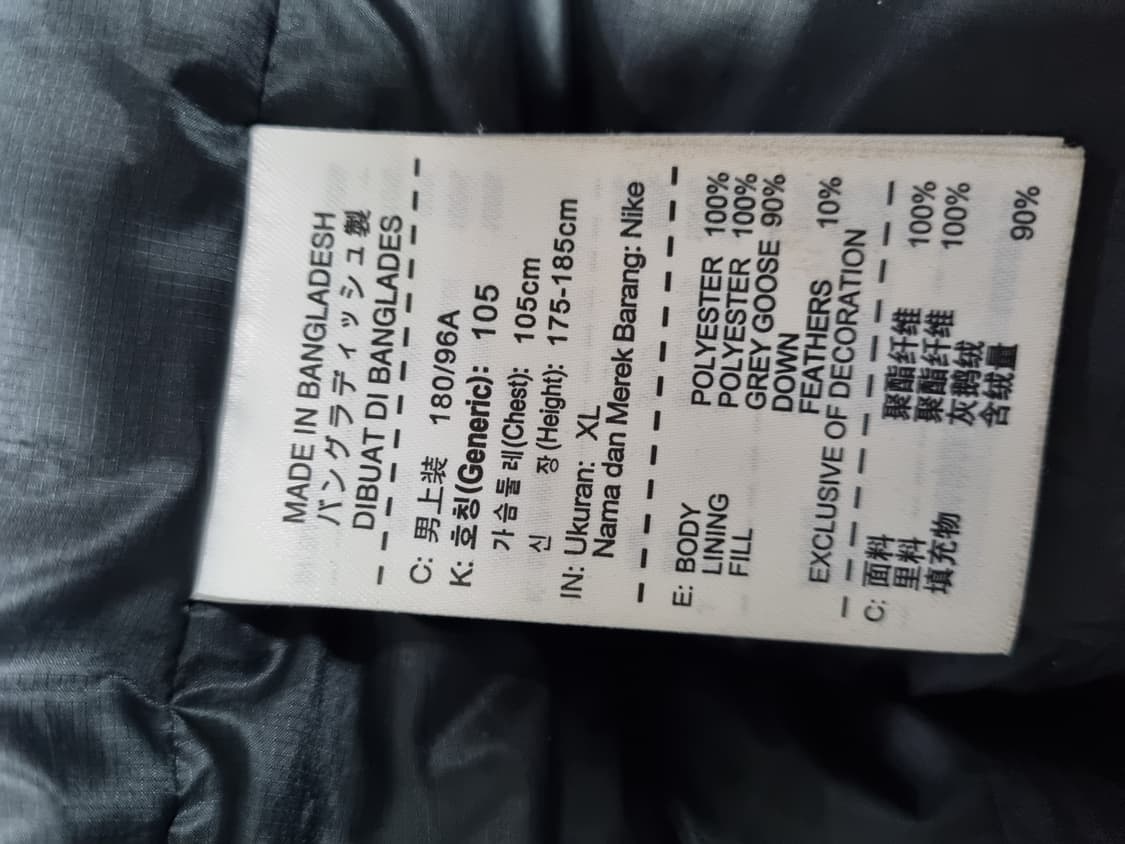 MADE IN BANGLADESH
バングラディッシュ製
DIBUAT DI BANGLADES
C: 男上装 180/96A
K: 호칭(Generic): 105
가슴둘레(Chest): 105cm
신 장(Height): 175-185cm
IN: Ukuran: XL
Nama dan Merek Barang: Nike
E: BODY POLYESTER 100%
LINING POLYESTER 100%
FILL GREY GOOSE 90%
DOWN
FEATHERS 10%
EXCLUSIVE OF DECORATION
C: 面料 聚酯纤维 100%
里料 聚酯纤维 100%
填充物 灰鹅绒
含绒量 90%